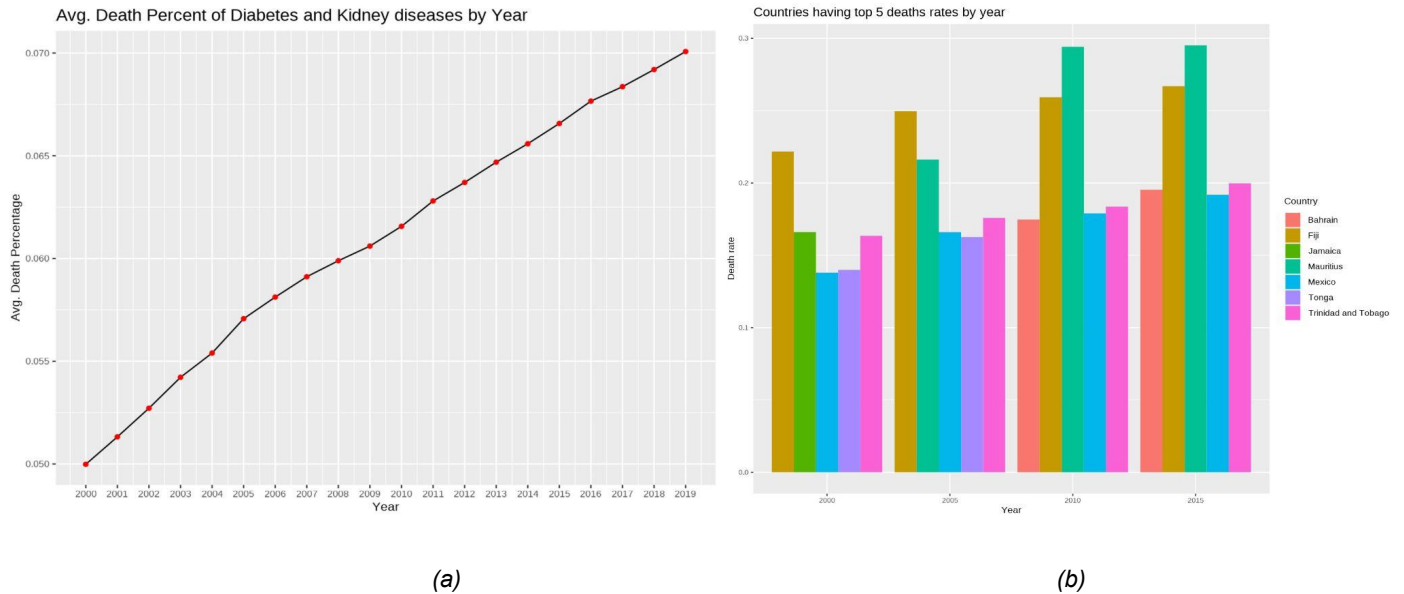 Avg. Death Percent of Diabetes and Kidney diseases by Year
Avg. Death Percentage
0.070
0.065
0.060
0.055
0.050
2000 2001 2002 2003 2004 2005 2006 2007 2008 2009 2010 2011 2012 2013 2014 2015 2016 2017 2018 2019
Year
(a)
Countries having top 5 deaths rates by year
Death rate
0.3
0.2
0.1
0.0
2000 2005 2010 2015
Year
Country
Bahrain
Fiji
Jamaica
Mauritius
Mexico
Tonga
Trinidad and Tobago
(b)